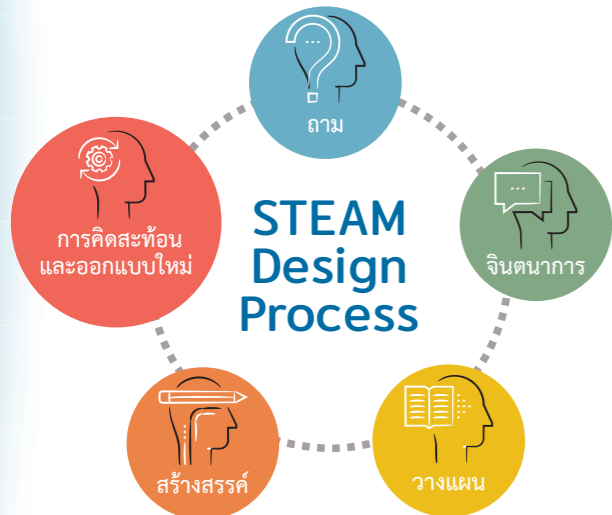 ถาม
STEAM
Design
Process
จินตนาการ
วางแผน
สร้างสรรค์
การคิดสะท้อน
และออกแบบใหม่